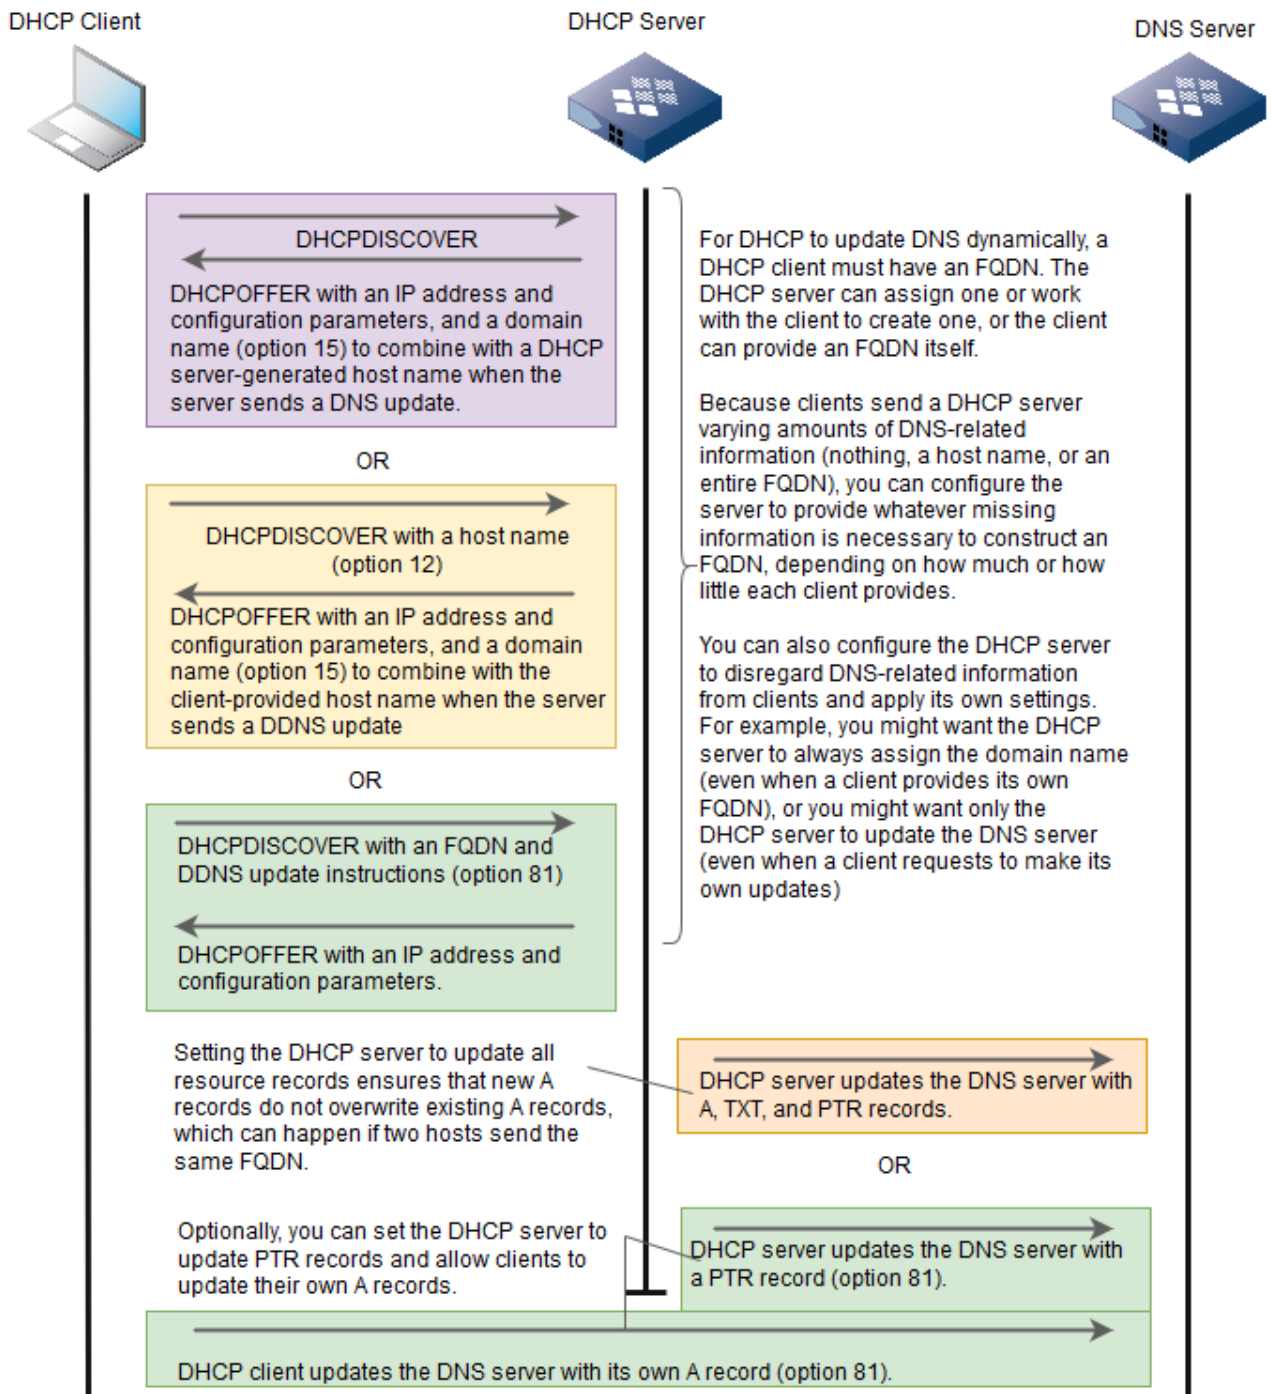 DHCP Client
DHCP Server
DNS Server
DHCPDISCOVER
DHCPOFFER with an IP address and
configuration parameters, and a domain
name (option 15) to combine with a DHCP
server-generated host name when the
server sends a DNS update.
OR
DHCPDISCOVER with a host name
(option 12)
DHCPOFFER with an IP address and
configuration parameters, and a domain
name (option 15) to combine with the
client-provided host name when the server
sends a DDNS update
OR
DHCPDISCOVER with an FQDN and
DDNS update instructions (option 81)
DHCPOFFER with an IP address and
configuration parameters.
For DHCP to update DNS dynamically, a
DHCP client must have an FQDN. The
DHCP server can assign one or work
with the client to create one, or the client
can provide an FQDN itself.
Because clients send a DHCP server
varying amounts of DNS-related
information (nothing, a host name, or an
entire FQDN), you can configure the
server to provide whatever missing
information is necessary to construct an
FQDN, depending on how much or how
little each client provides.
You can also configure the DHCP server
to disregard DNS-related information
from clients and apply its own settings.
For example, you might want the DHCP
server to always assign the domain name
(even when a client provides its own
FQDN), or you might want only the
DHCP server to update the DNS server
(even when a client requests to make its
own updates)
Setting the DHCP server to update all
resource records ensures that new A
records do not overwrite existing A records,
which can happen if two hosts send the
same FQDN.
DHCP server updates the DNS server with
A, TXT, and PTR records.
OR
Optionally, you can set the DHCP server to
update PTR records and allow clients to
update their own A records.
DHCP server updates the DNS server with
a PTR record (option 81).
DHCP client updates the DNS server with its own A record (option 81).